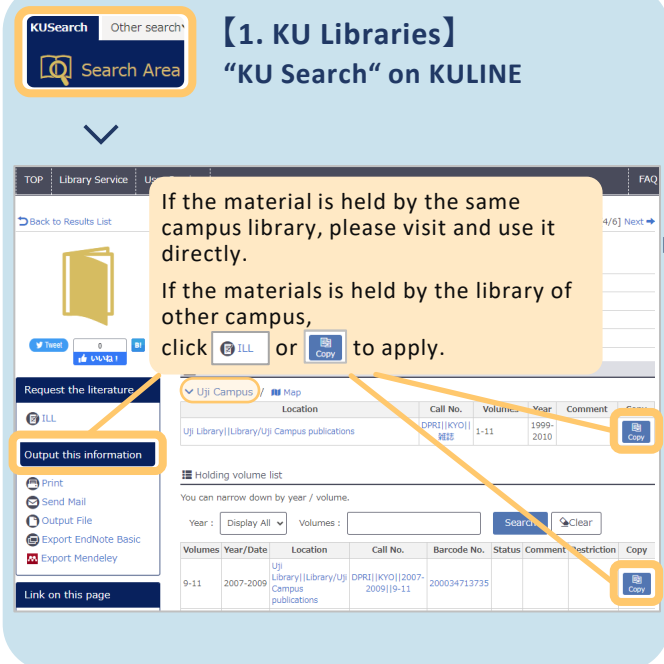 KUSearch Other search
Search Area
【1. KU Libraries】
“KU Search“ on KULINE
TOP Library Service FAQ
Back to Results List
4/6] Next
If the material is held by the same
campus library, please visit and use it
directly.
If the materials is held by the library of
other campus,
click ILL or Copy to apply.
Tweet 0 B!
いいね!
Request the literature
ILL
Output this information
Print
Send Mail
Output File
Export EndNote Basic
Export Mendeley
Link on this page
Uji Campus / Map
Location Call No. Volumes Year Comment Copy
Uji Library||Library/Uji Campus publications DPRI||KYO||雑誌 1-11 1999-2010 Copy
Holding volume list
You can narrow down by year / volume.
Year : Display All Volumes : Search Clear
Volumes Year/Date Location Call No. Barcode No. Status Comment Restriction Copy
9-11 2007-2009 Uji Library||Library/Uji Campus publications DPRI||KYO||2007-2009||9-11 200034713735 Copy